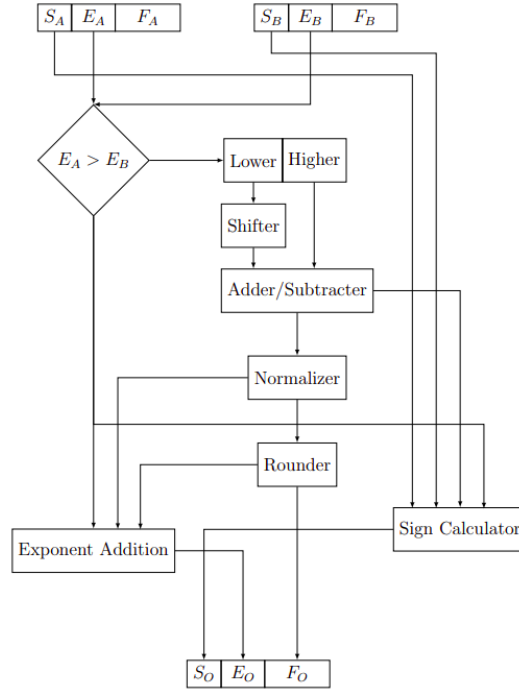 S_A E_A F_A S_B E_B F_B
E_A > E_B
Lower Higher
Shifter
Adder/Subtracter
Normalizer
Rounder
Sign Calculator
Exponent Addition
S_O E_O F_O